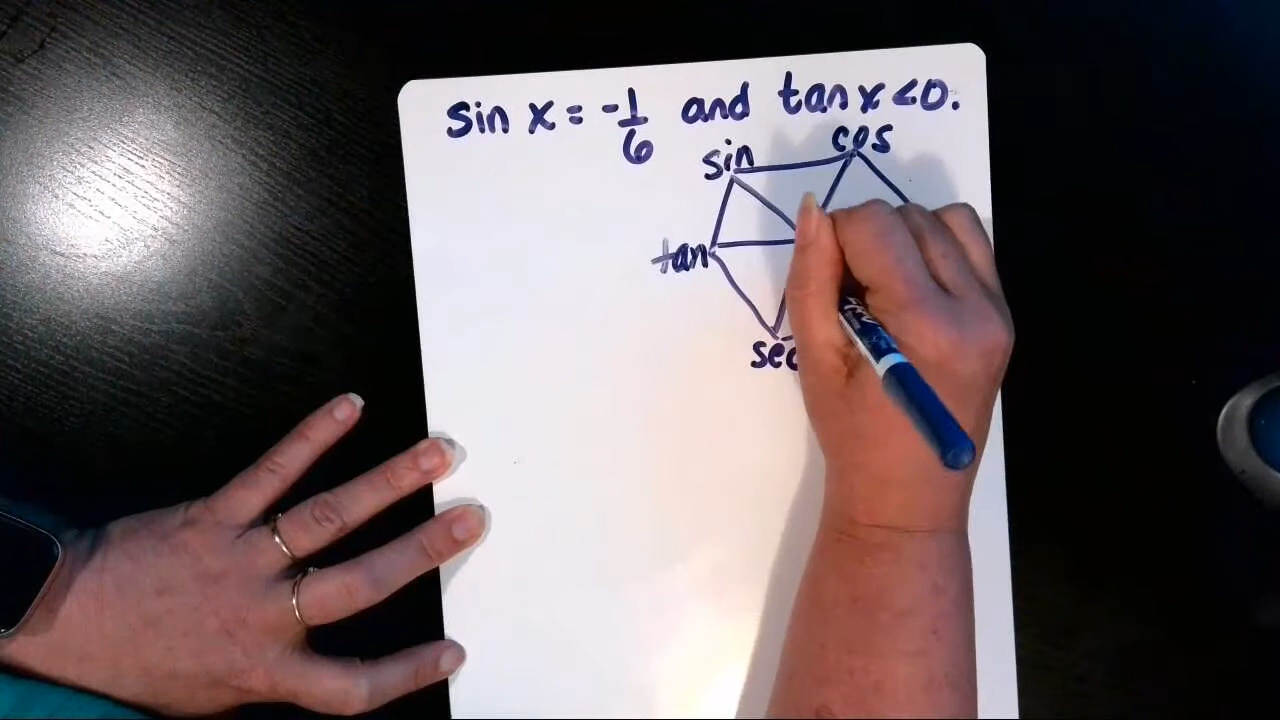 sin x = -1/6 and tan x < 0.
cos
sin
tan
sec